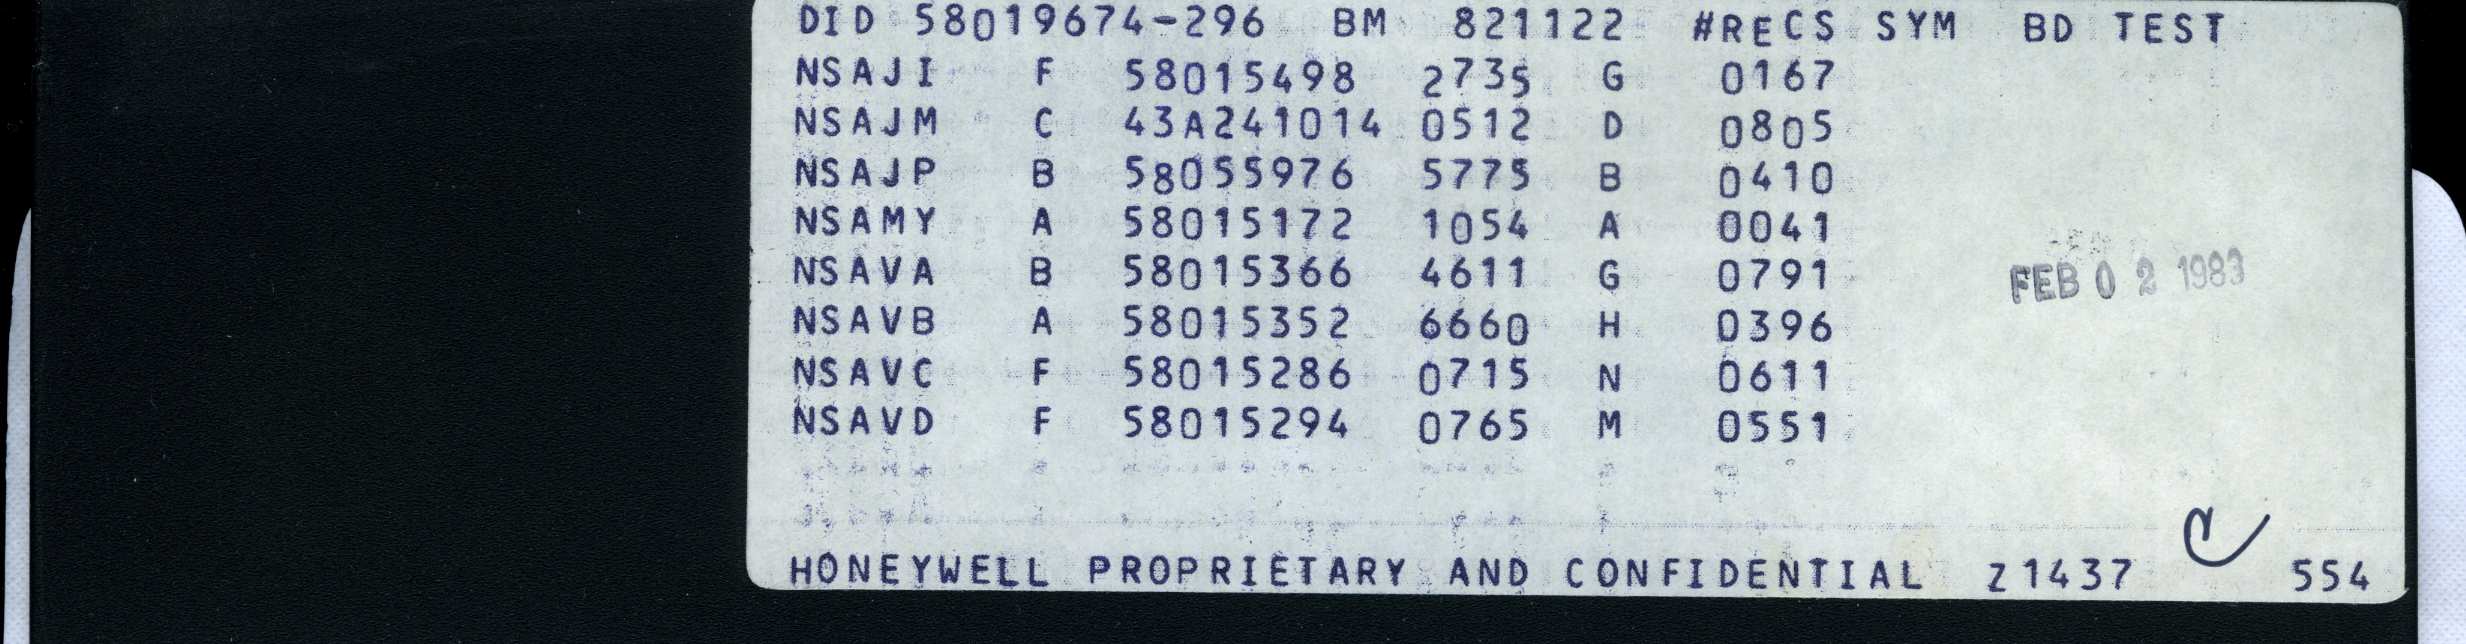 DID 58019674-296 BM 821122 #RECS SYM BD TEST
NSAJI F 58015498 2735 G 0167
NSAJM C 43A241014 0512 D 0805
NSAJP B 58055976 5775 B 0410
NSAMY A 58015172 1054 A 0041
NSAVA B 58015366 4611 G 0791
FEB 02 1983
NSAVB A 58015352 6660 H 0396
NSAVC F 58015286 0715 N 0611
NSAVD F 58015294 0765 M 0551
HONEYWELL PROPRIETARY AND CONFIDENTIAL Z1437 554